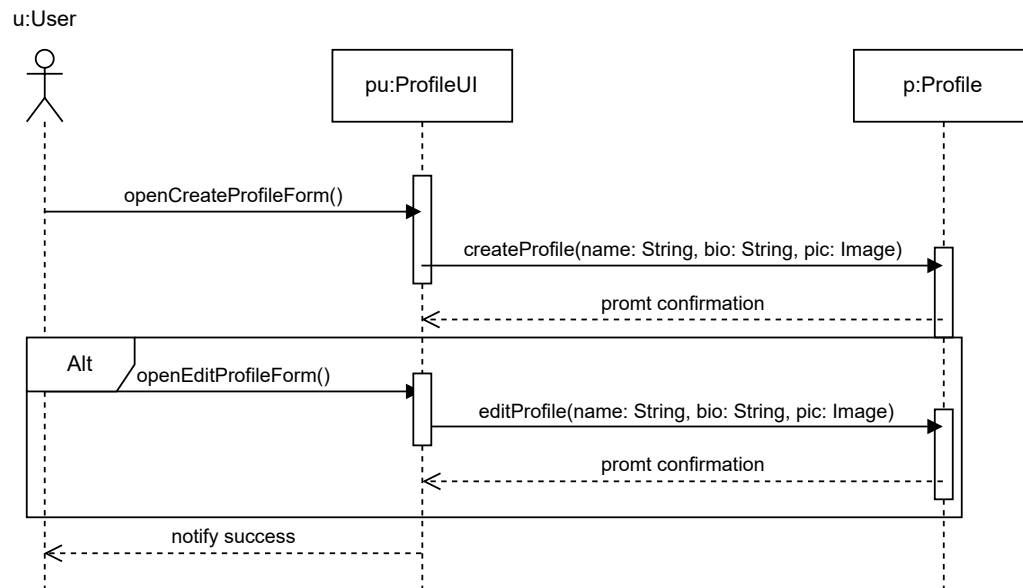 u:User
pu:ProfileUI
p:Profile
openCreateProfileForm()
createProfile(name: String, bio: String, pic: Image)
promt confirmation
Alt
openEditProfileForm()
editProfile(name: String, bio: String, pic: Image)
promt confirmation
notify success